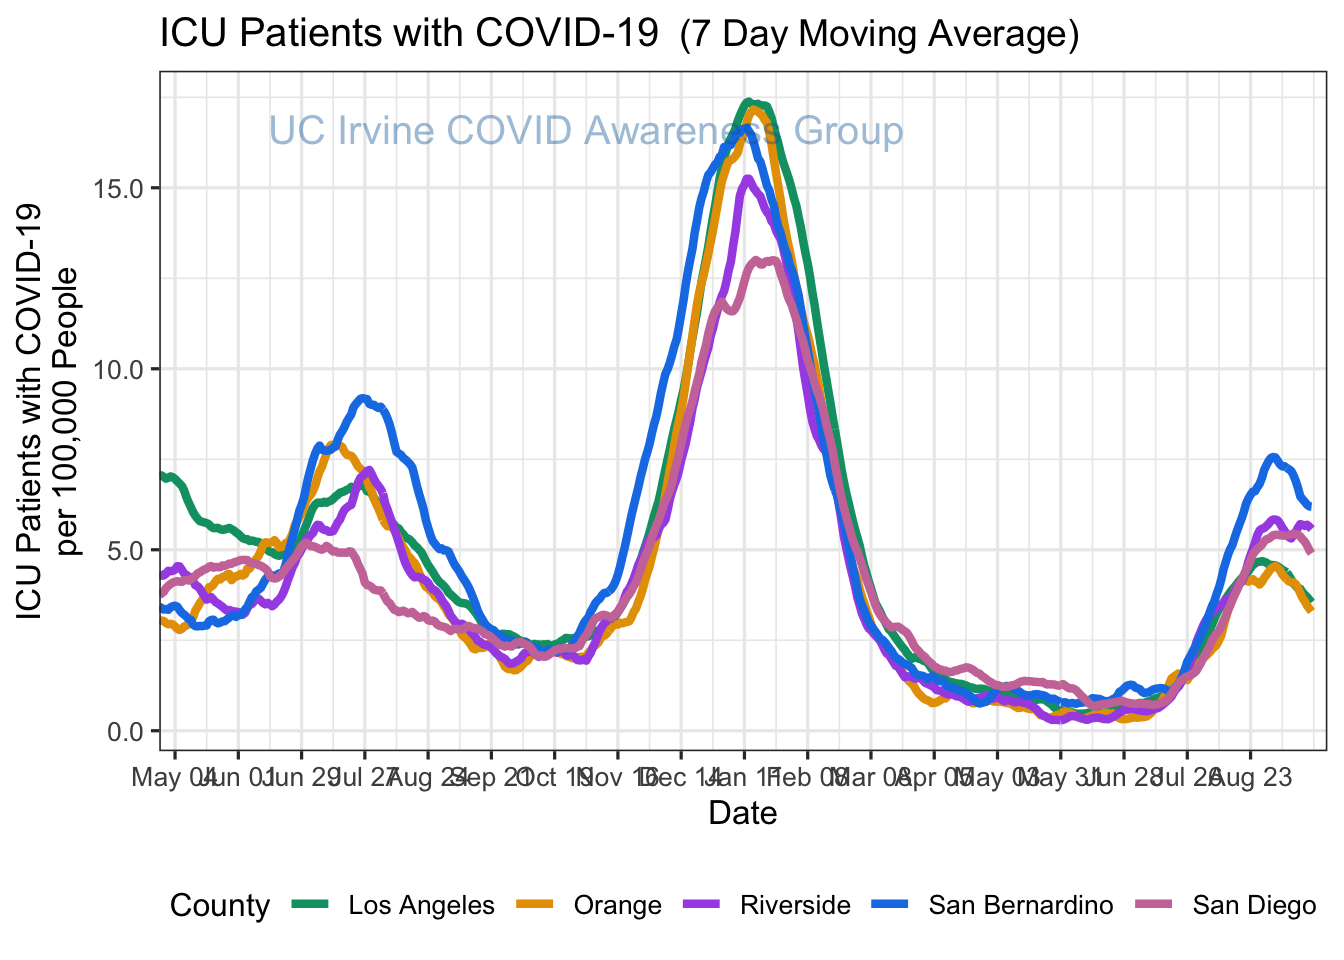 ICU Patients with COVID-19 (7 Day Moving Average)
UC Irvine COVID Awareness Group
ICU Patients with COVID-19
per 100,000 People
15.0
10.0
5.0
0.0
May 04 Jun 01 Jun 29 Jul 27 Aug 24 Sep 21 Oct 19 Nov 16 Dec 14 Jan 11 Feb 08 Mar 08 Apr 05 May 03 May 31 Jun 28 Jul 26 Aug 23
Date
County Los Angeles Orange Riverside San Bernardino San Diego